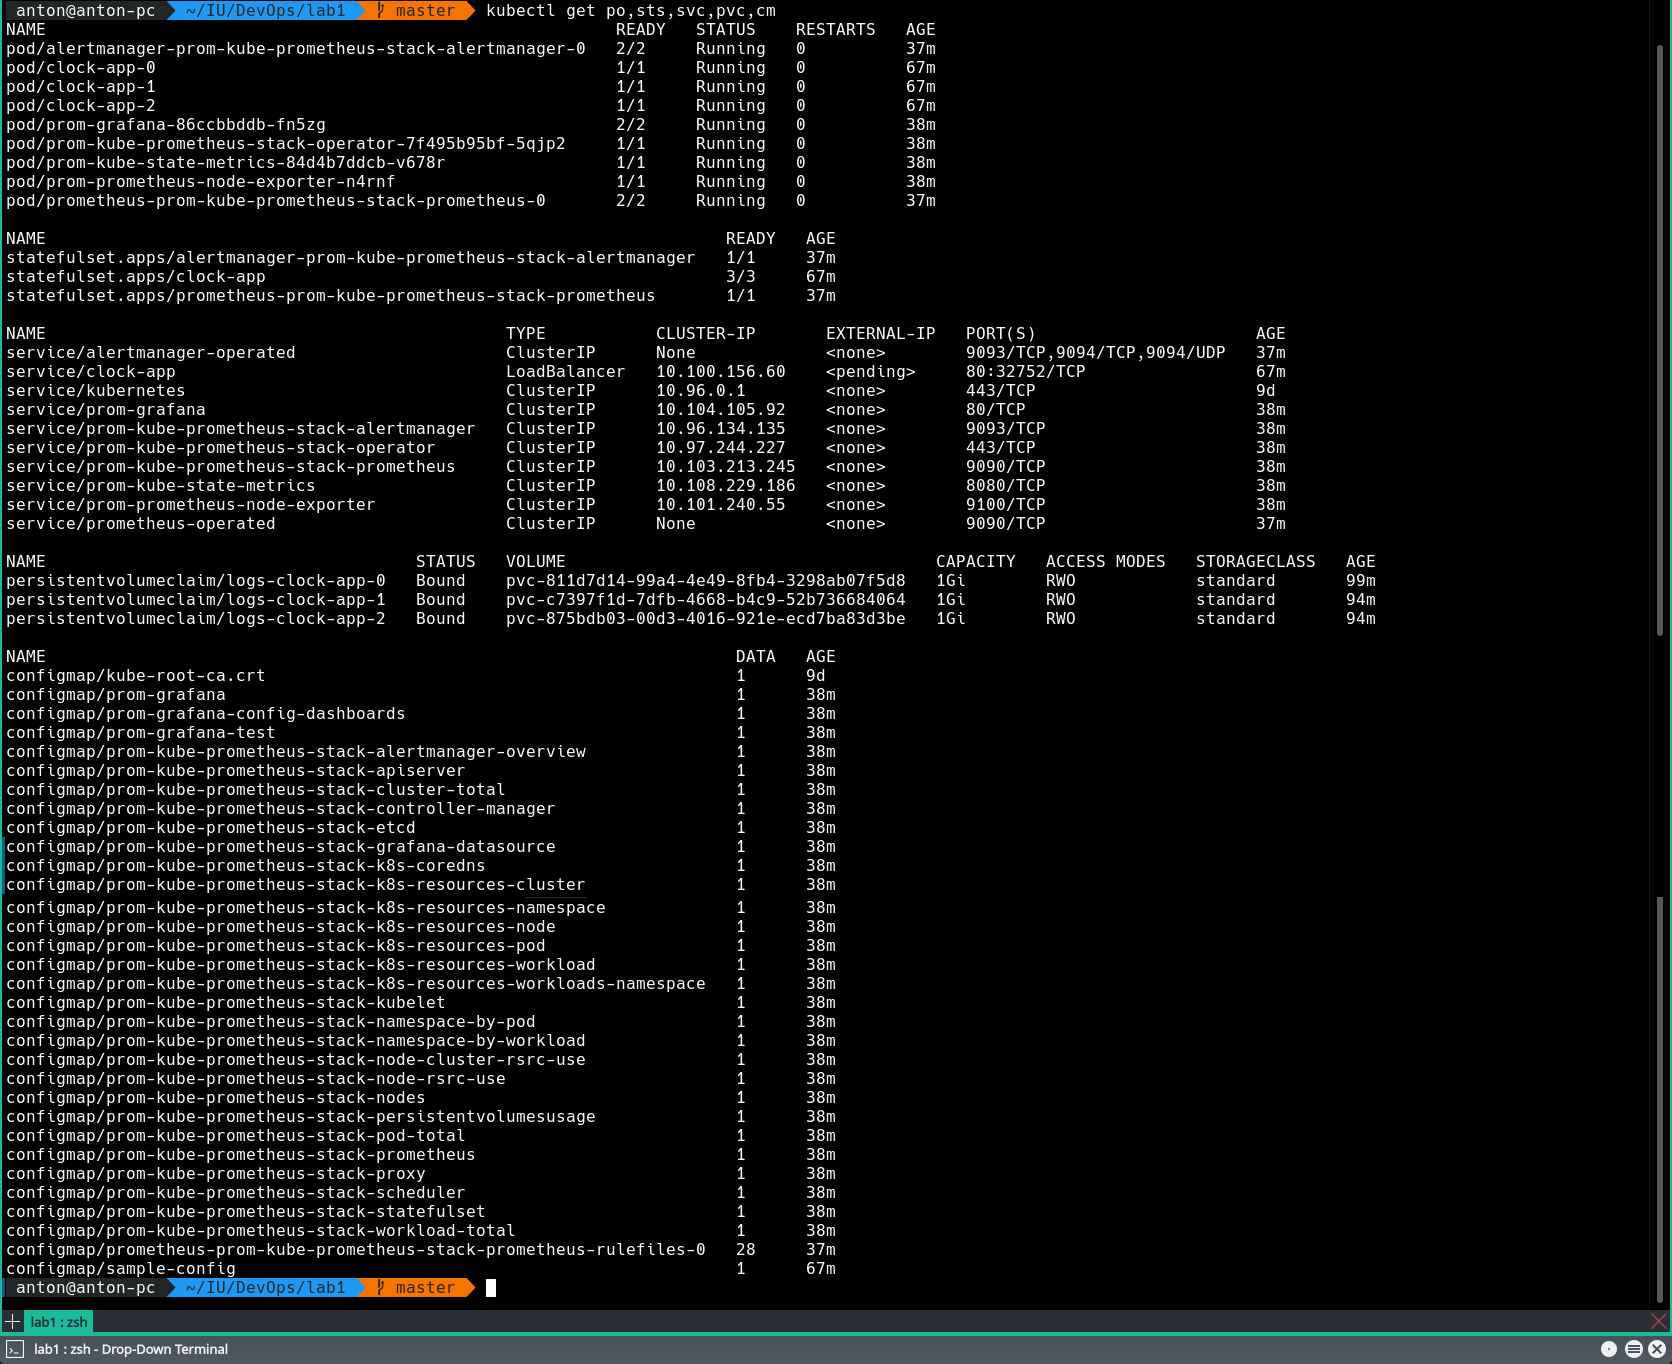 anton@anton-pc ~/IU/DevOps/lab1 master kubectl get po,sts,svc,pvc,cm
NAME READY STATUS RESTARTS AGE
pod/alertmanager-prom-kube-prometheus-stack-alertmanager-0 2/2 Running 0 37m
pod/clock-app-0 1/1 Running 0 67m
pod/clock-app-1 1/1 Running 0 67m
pod/clock-app-2 1/1 Running 0 67m
pod/prom-grafana-86ccbbddb-fn5zg 2/2 Running 0 38m
pod/prom-kube-prometheus-stack-operator-7f495b95bf-5qjp2 1/1 Running 0 38m
pod/prom-kube-state-metrics-84d4b7ddcb-v678r 1/1 Running 0 38m
pod/prom-prometheus-node-exporter-n4rnf 1/1 Running 0 38m
pod/prometheus-prom-kube-prometheus-stack-prometheus-0 2/2 Running 0 37m
NAME READY AGE
statefulset.apps/alertmanager-prom-kube-prometheus-stack-alertmanager 1/1 37m
statefulset.apps/clock-app 3/3 67m
statefulset.apps/prometheus-prom-kube-prometheus-stack-prometheus 1/1 37m
NAME TYPE CLUSTER-IP EXTERNAL-IP PORT(S) AGE
service/alertmanager-operated ClusterIP None <none> 9093/TCP,9094/TCP,9094/UDP 37m
service/clock-app LoadBalancer 10.100.156.60 <pending> 80:32752/TCP 67m
service/kubernetes ClusterIP 10.96.0.1 <none> 443/TCP 9d
service/prom-grafana ClusterIP 10.104.105.92 <none> 80/TCP 38m
service/prom-kube-prometheus-stack-alertmanager ClusterIP 10.96.134.135 <none> 9093/TCP 38m
service/prom-kube-prometheus-stack-operator ClusterIP 10.97.244.227 <none> 443/TCP 38m
service/prom-kube-prometheus-stack-prometheus ClusterIP 10.103.213.245 <none> 9090/TCP 38m
service/prom-kube-state-metrics ClusterIP 10.108.229.186 <none> 8080/TCP 38m
service/prom-prometheus-node-exporter ClusterIP 10.101.240.55 <none> 9100/TCP 38m
service/prometheus-operated ClusterIP None <none> 9090/TCP 37m
NAME STATUS VOLUME CAPACITY ACCESS MODES STORAGECLASS AGE
persistentvolumeclaim/logs-clock-app-0 Bound pvc-811d7d14-99a4-4e49-8fb4-3298ab07f5d8 1Gi RWO standard 99m
persistentvolumeclaim/logs-clock-app-1 Bound pvc-c7397f1d-7dfb-4668-b4c9-52b736684064 1Gi RWO standard 94m
persistentvolumeclaim/logs-clock-app-2 Bound pvc-875bdb03-00d3-4016-921e-ecd7ba83d3be 1Gi RWO standard 94m
NAME DATA AGE
configmap/kube-root-ca.crt 1 9d
configmap/prom-grafana 1 38m
configmap/prom-grafana-config-dashboards 1 38m
configmap/prom-grafana-test 1 38m
configmap/prom-kube-prometheus-stack-alertmanager-overview 1 38m
configmap/prom-kube-prometheus-stack-apiserver 1 38m
configmap/prom-kube-prometheus-stack-cluster-total 1 38m
configmap/prom-kube-prometheus-stack-controller-manager 1 38m
configmap/prom-kube-prometheus-stack-etcd 1 38m
configmap/prom-kube-prometheus-stack-grafana-datasource 1 38m
configmap/prom-kube-prometheus-stack-k8s-coredns 1 38m
configmap/prom-kube-prometheus-stack-k8s-resources-cluster 1 38m
configmap/prom-kube-prometheus-stack-k8s-resources-namespace 1 38m
configmap/prom-kube-prometheus-stack-k8s-resources-node 1 38m
configmap/prom-kube-prometheus-stack-k8s-resources-pod 1 38m
configmap/prom-kube-prometheus-stack-k8s-resources-workload 1 38m
configmap/prom-kube-prometheus-stack-k8s-resources-workloads-namespace 1 38m
configmap/prom-kube-prometheus-stack-kubelet 1 38m
configmap/prom-kube-prometheus-stack-namespace-by-pod 1 38m
configmap/prom-kube-prometheus-stack-namespace-by-workload 1 38m
configmap/prom-kube-prometheus-stack-node-cluster-rsrc-use 1 38m
configmap/prom-kube-prometheus-stack-node-rsrc-use 1 38m
configmap/prom-kube-prometheus-stack-nodes 1 38m
configmap/prom-kube-prometheus-stack-persistentvolumesusage 1 38m
configmap/prom-kube-prometheus-stack-pod-total 1 38m
configmap/prom-kube-prometheus-stack-prometheus 1 38m
configmap/prom-kube-prometheus-stack-proxy 1 38m
configmap/prom-kube-prometheus-stack-scheduler 1 38m
configmap/prom-kube-prometheus-stack-statefulset 1 38m
configmap/prom-kube-prometheus-stack-workload-total 1 38m
configmap/prometheus-prom-kube-prometheus-stack-prometheus-rulefiles-0 28 37m
configmap/sample-config 1 67m
anton@anton-pc ~/IU/DevOps/lab1 master
lab1 : zsh
lab1 : zsh - Drop-Down Terminal